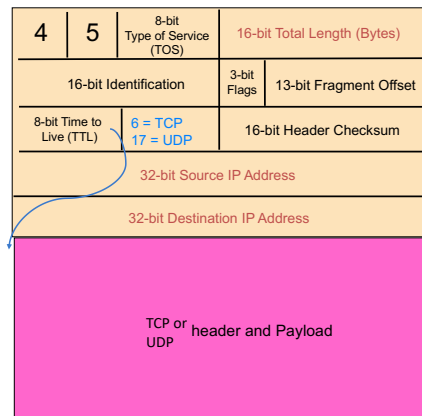 4
5
8-bit
Type of Service
(TOS)
16-bit Total Length (Bytes)
16-bit Identification
3-bit
Flags
13-bit Fragment Offset
8-bit Time to
Live (TTL)
6 = TCP
17 = UDP
16-bit Header Checksum
32-bit Source IP Address
32-bit Destination IP Address
TCP or
UDP
header and Payload